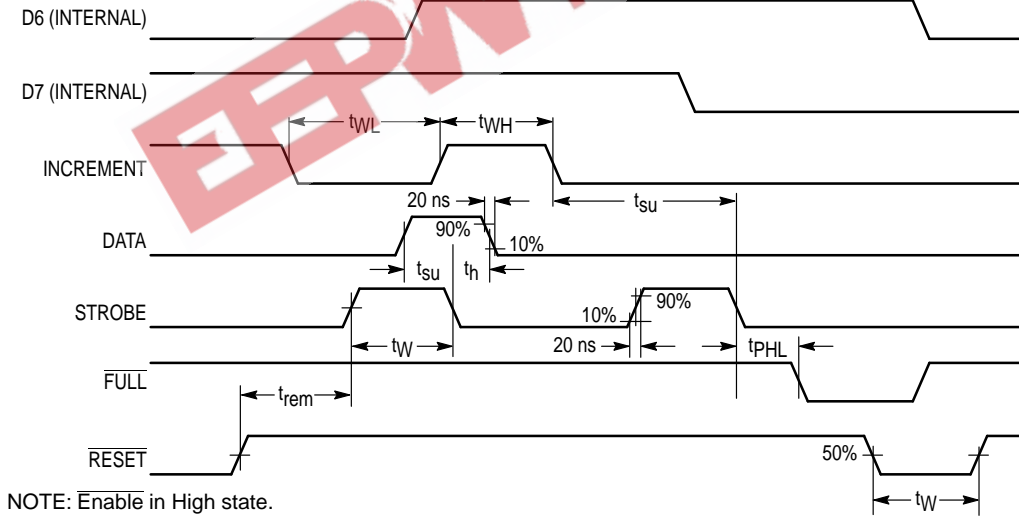 D6 (INTERNAL)
D7 (INTERNAL)
tWL
tWH
INCREMENT
20 ns
tsu
DATA
90%
10%
tsu
th
STROBE
10%
90%
tW
20 ns
tPHL
FULL
trem
RESET
50%
tW
NOTE: Enable in High state.